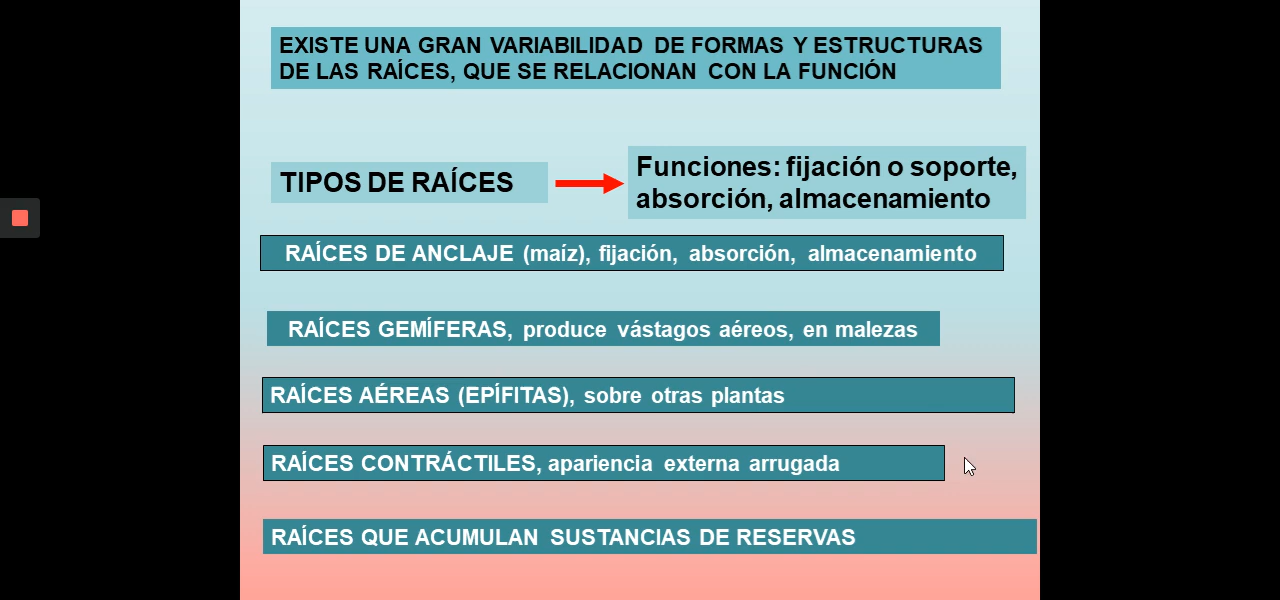 EXISTE UNA GRAN VARIABILIDAD DE FORMAS Y ESTRUCTURAS
DE LAS RAÍCES, QUE SE RELACIONAN CON LA FUNCIÓN
TIPOS DE RAÍCES
Funciones: fijación o soporte,
absorción, almacenamiento
RAÍCES DE ANCLAJE (maíz), fijación, absorción, almacenamiento
RAÍCES GEMÍFERAS, produce vástagos aéreos, en malezas
RAÍCES AÉREAS (EPÍFITAS), sobre otras plantas
RAÍCES CONTRÁCTILES, apariencia externa arrugada
RAÍCES QUE ACUMULAN SUSTANCIAS DE RESERVAS